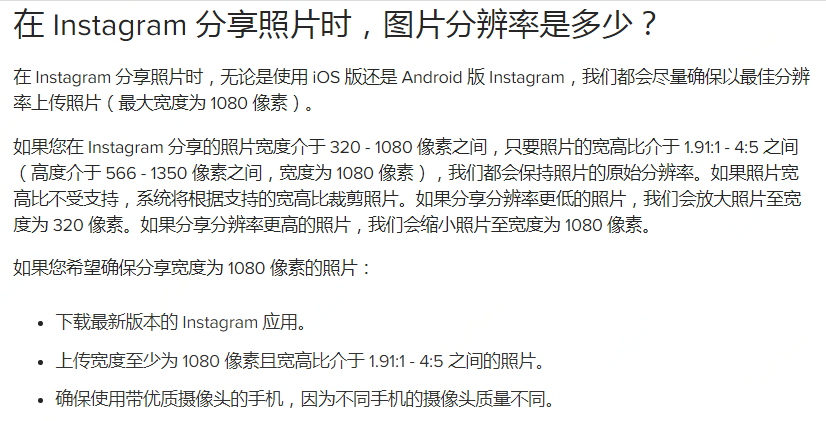 在 Instagram 分享照片时，图片分辨率是多少？
在 Instagram 分享照片时，无论是使用 iOS 版还是 Android 版 Instagram，我们都会尽量确保以最佳分辨
率上传照片（最大宽度为 1080 像素）。
如果您在 Instagram 分享的照片宽度介于 320 - 1080 像素之间，只要照片的宽高比介于 1.91:1 - 4:5 之间
（高度介于 566 - 1350 像素之间，宽度为 1080 像素），我们都会保持照片的原始分辨率。如果照片宽
高比不受支持，系统将根据支持的宽高比裁剪照片。如果分享分辨率更低的照片，我们会放大照片至宽
度为 320 像素。如果分享分辨率更高的照片，我们会缩小照片至宽度为 1080 像素。
如果您希望确保分享宽度为 1080 像素的照片：
• 下载最新版本的 Instagram 应用。
• 上传宽度至少为 1080 像素且宽高比介于 1.91:1 - 4:5 之间的照片。
• 确保使用带优质摄像头的手机，因为不同手机的摄像头质量不同。